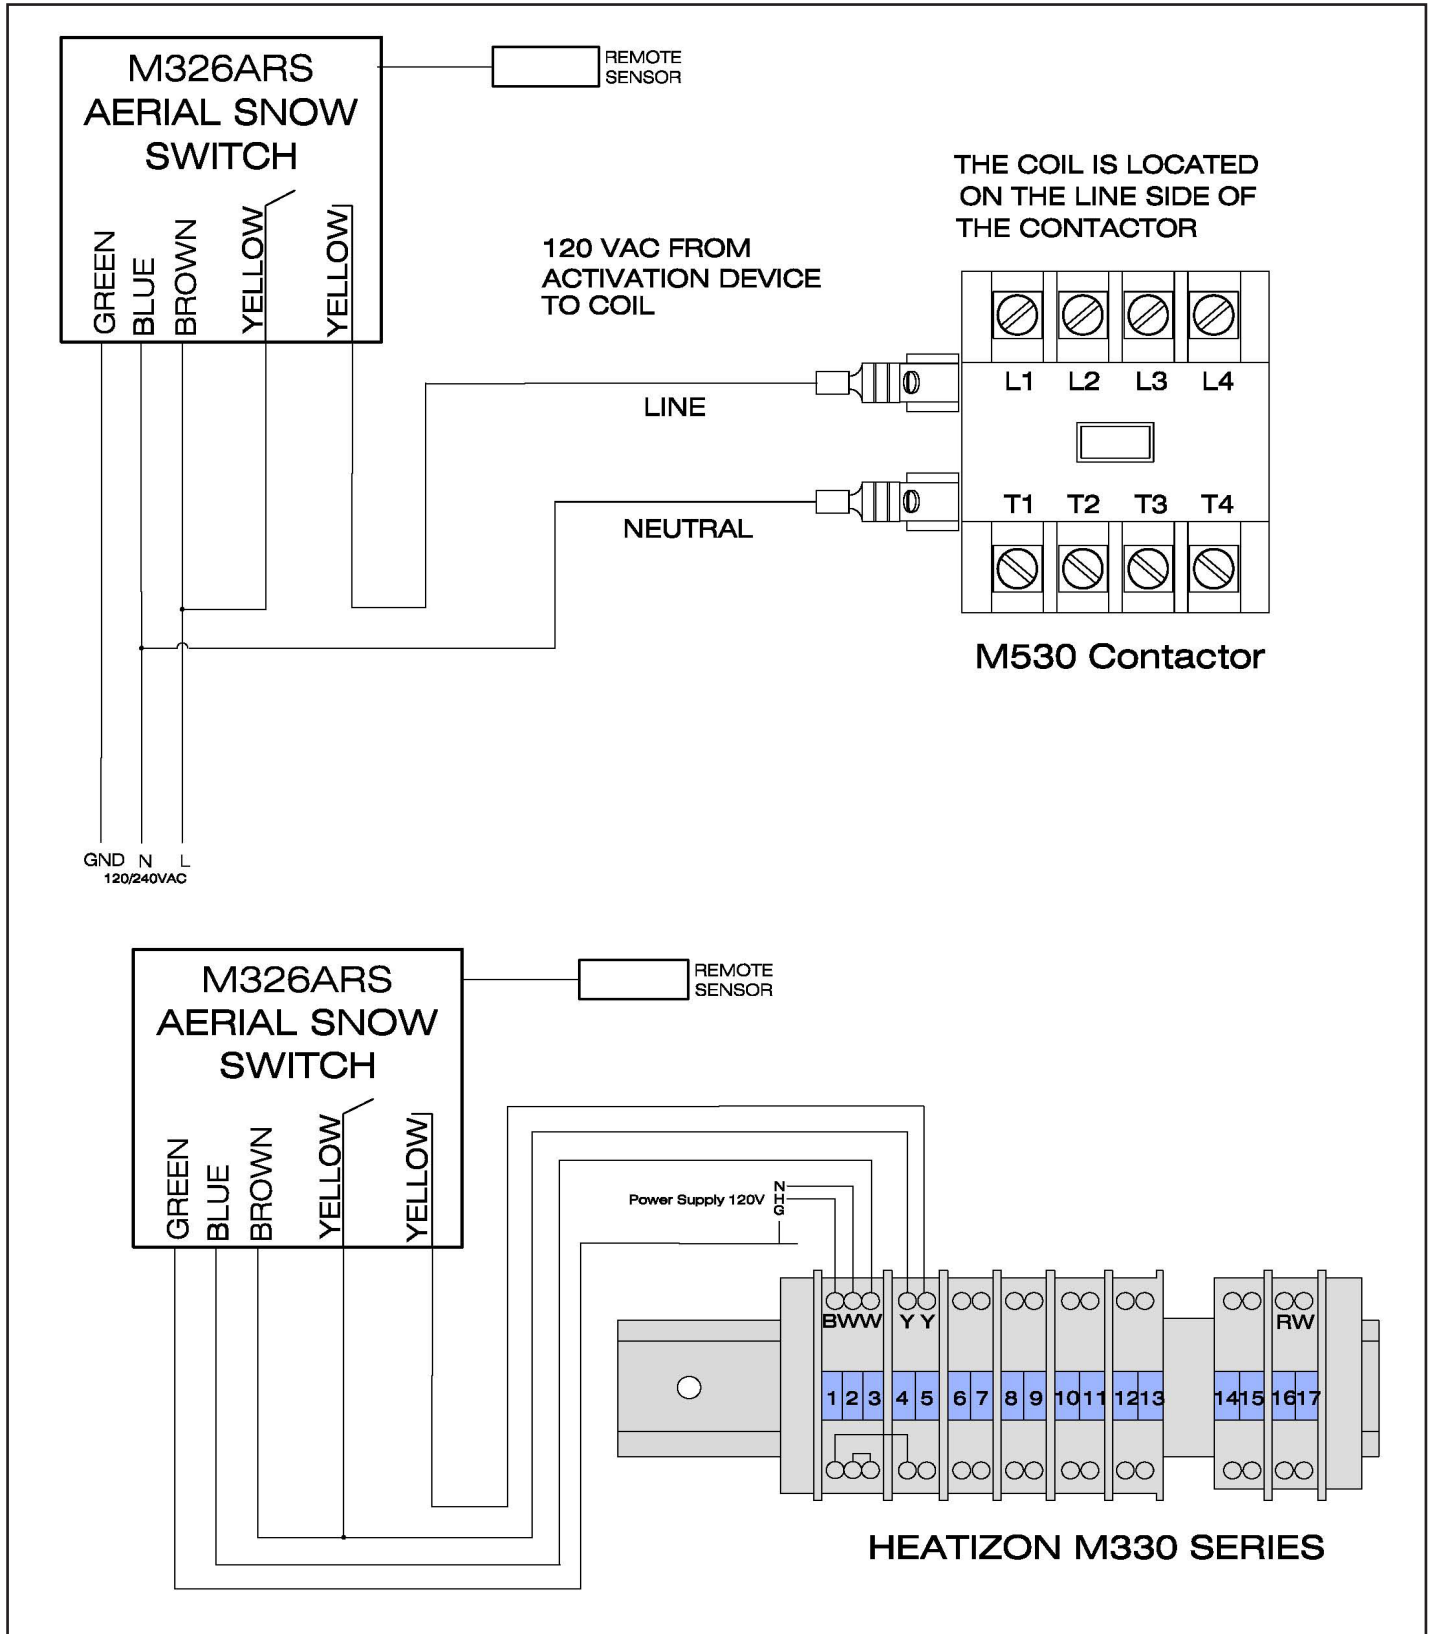 M326ARS
AERIAL SNOW
SWITCH
REMOTE
SENSOR
GREEN
BLUE
BROWN
YELLOW
YELLOW
120 VAC FROM
ACTIVATION DEVICE
TO COIL
THE COIL IS LOCATED
ON THE LINE SIDE OF
THE CONTACTOR
LINE
NEUTRAL
L1 L2 L3 L4
T1 T2 T3 T4
M530 Contactor
GND N L
120/240VAC
M326ARS
AERIAL SNOW
SWITCH
REMOTE
SENSOR
GREEN
BLUE
BROWN
YELLOW
YELLOW
Power Supply 120V
N
H
G
BWW Y Y RW
1 2 3 4 5 6 7 8 9 10 11 12 13 14 15 16 17
HEATIZON M330 SERIES